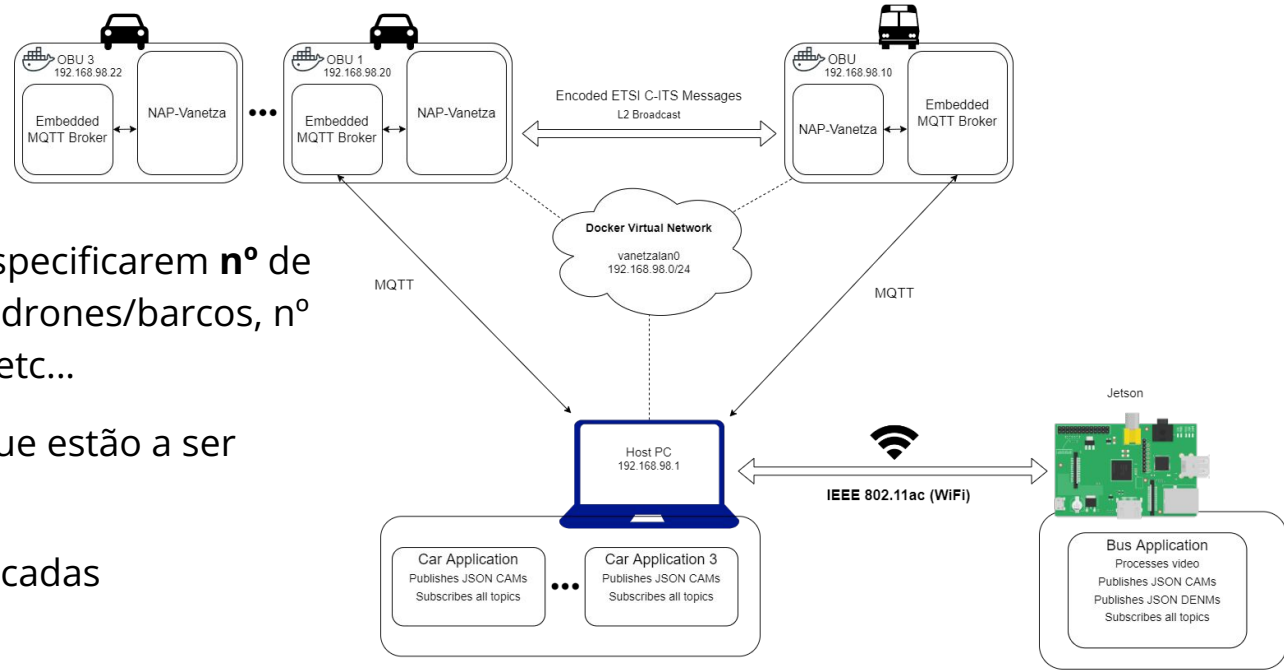 OBU 3
192.168.98.22
Embedded
MQTT Broker
NAP-Vanetza
OBU 1
192.168.98.20
Embedded
MQTT Broker
NAP-Vanetza
Encoded ETSI C-ITS Messages
L2 Broadcast
OBU
192.168.98.10
NAP-Vanetza
Embedded
MQTT Broker
Docker Virtual Network
vanetzalan0
192.168.98.0/24
MQTT
MQTT
specificarem nº de
drones/barcos, nº
etc...
ue estão a ser
cadas
Host PC
192.168.98.1
IEEE 802.11ac (WiFi)
Jetson
Car Application
Publishes JSON CAMs
Subscribes all topics
Car Application 3
Publishes JSON CAMs
Subscribes all topics
Bus Application
Processes video
Publishes JSON CAMs
Publishes JSON DENMs
Subscribes all topics